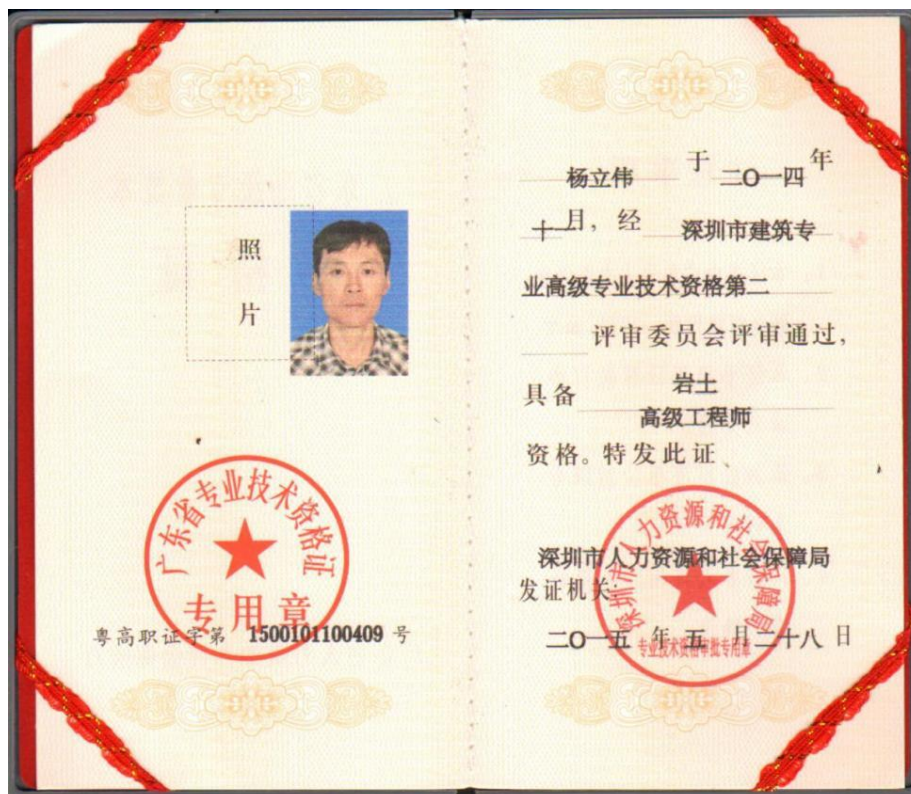 照
片
广东省专业技术资格证
专用章
粤高职证字第 1500101100409 号
杨立伟 于 二O一四 年
十一月，经 深圳市建筑专
业高级专业技术资格第二
评审委员会评审通过，
具备 岩土
高级工程师
资格。特发此证、
深圳市人力资源和社会保障局
深圳市人力资源和社会保障局
发证机关：
二O一五 年 五 月 二十八 日
专业技术资格审批专用章